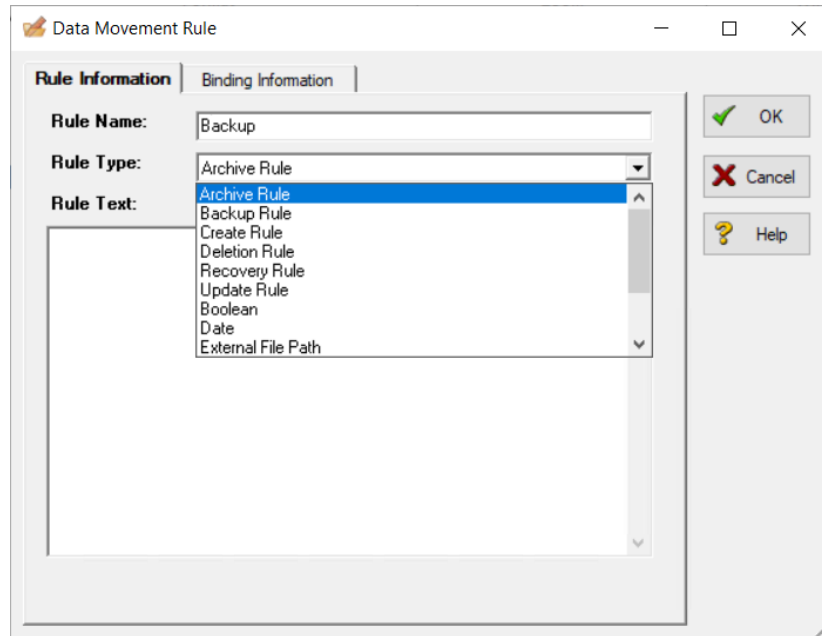 Data Movement Rule
Rule Information
Binding Information
Rule Name:
Backup
Rule Type:
Archive Rule
Rule Text:
Archive Rule
Backup Rule
Create Rule
Deletion Rule
Recovery Rule
Update Rule
Boolean
Date
External File Path
OK
Cancel
Help